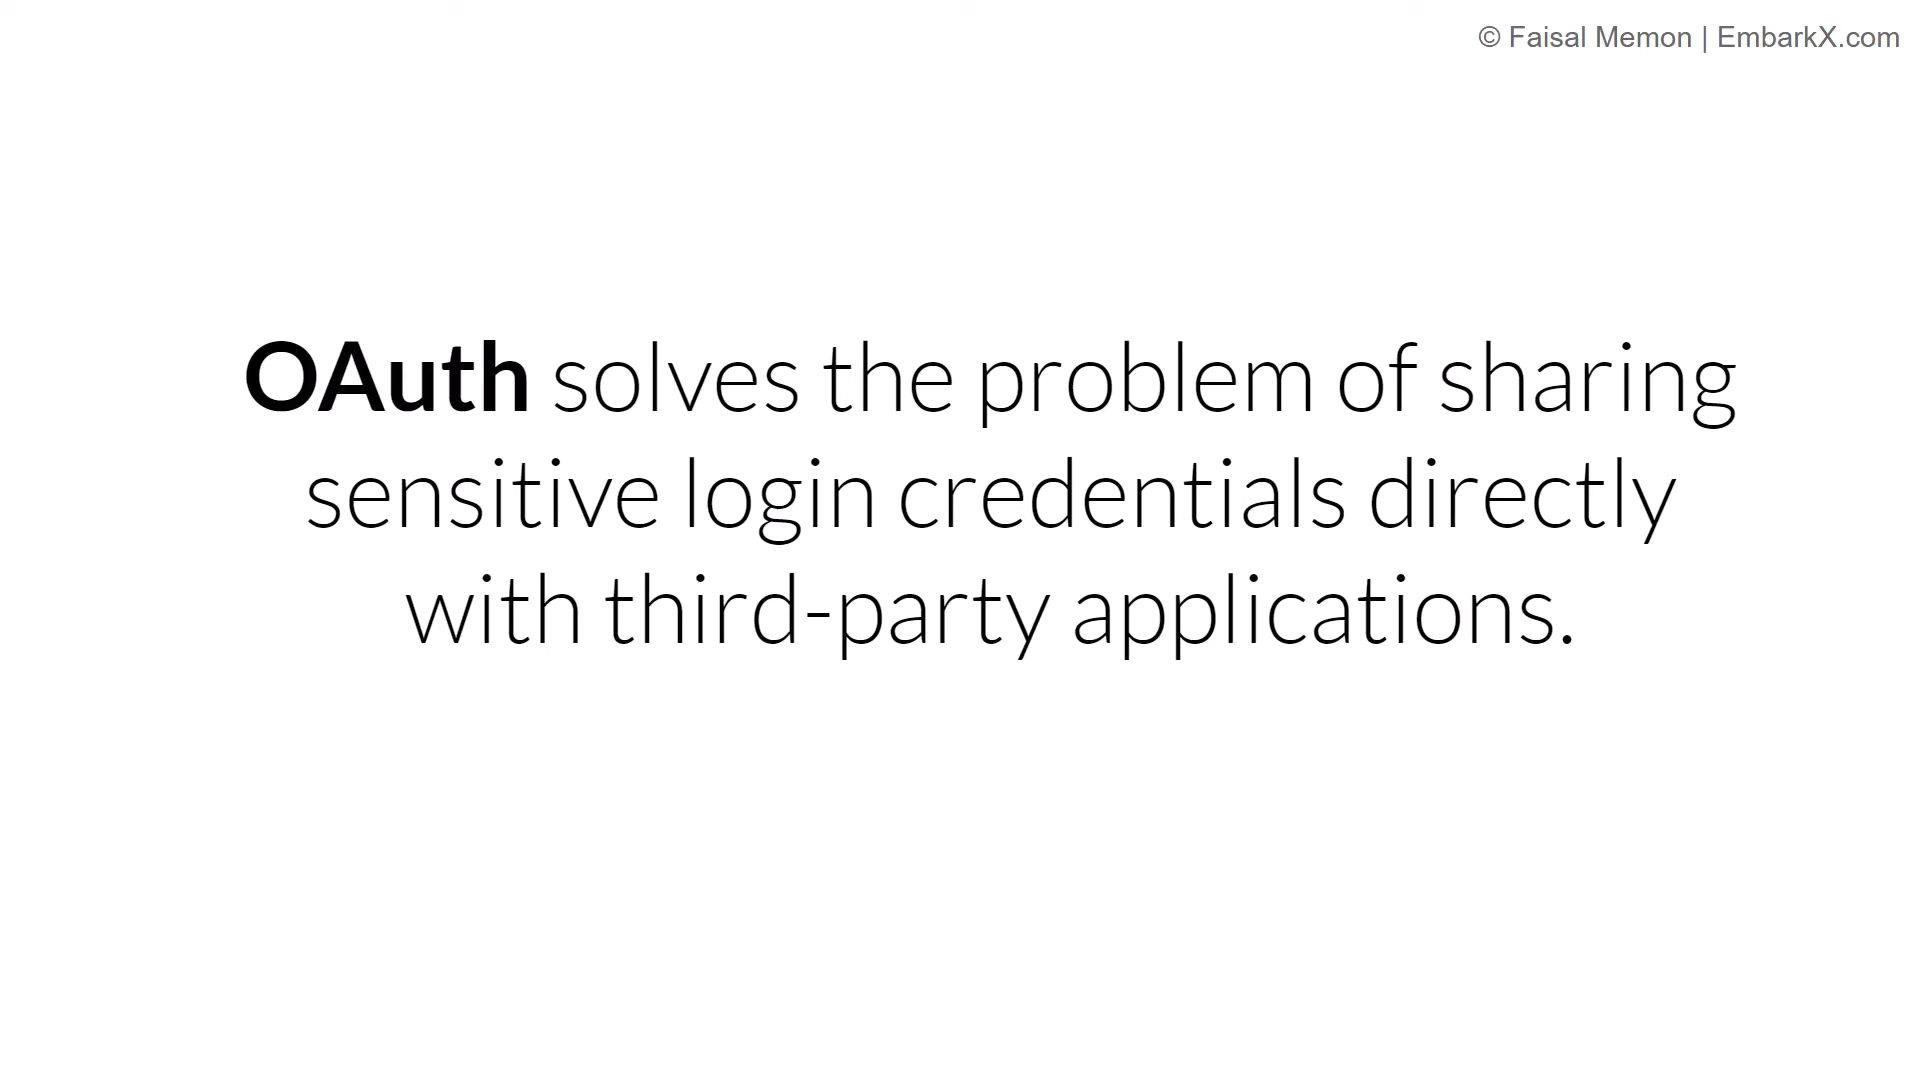 © Faisal Memon | EmbarkX.com
OAuth solves the problem of sharing
sensitive login credentials directly
with third-party applications.